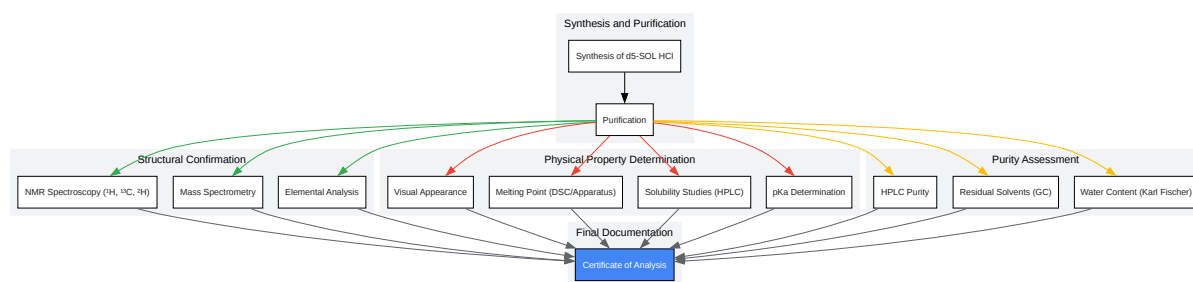 Synthesis and Purification
Synthesis of d5-SOL HCl
Purification
Structural Confirmation
Physical Property Determination
Purity Assessment
NMR Spectroscopy (¹H, ¹³C, ²H)
Mass Spectrometry
Elemental Analysis
Visual Appearance
Melting Point (DSC/Apparatus)
Solubility Studies (HPLC)
pKa Determination
HPLC Purity
Residual Solvents (GC)
Water Content (Karl Fischer)
Final Documentation
Certificate of Analysis